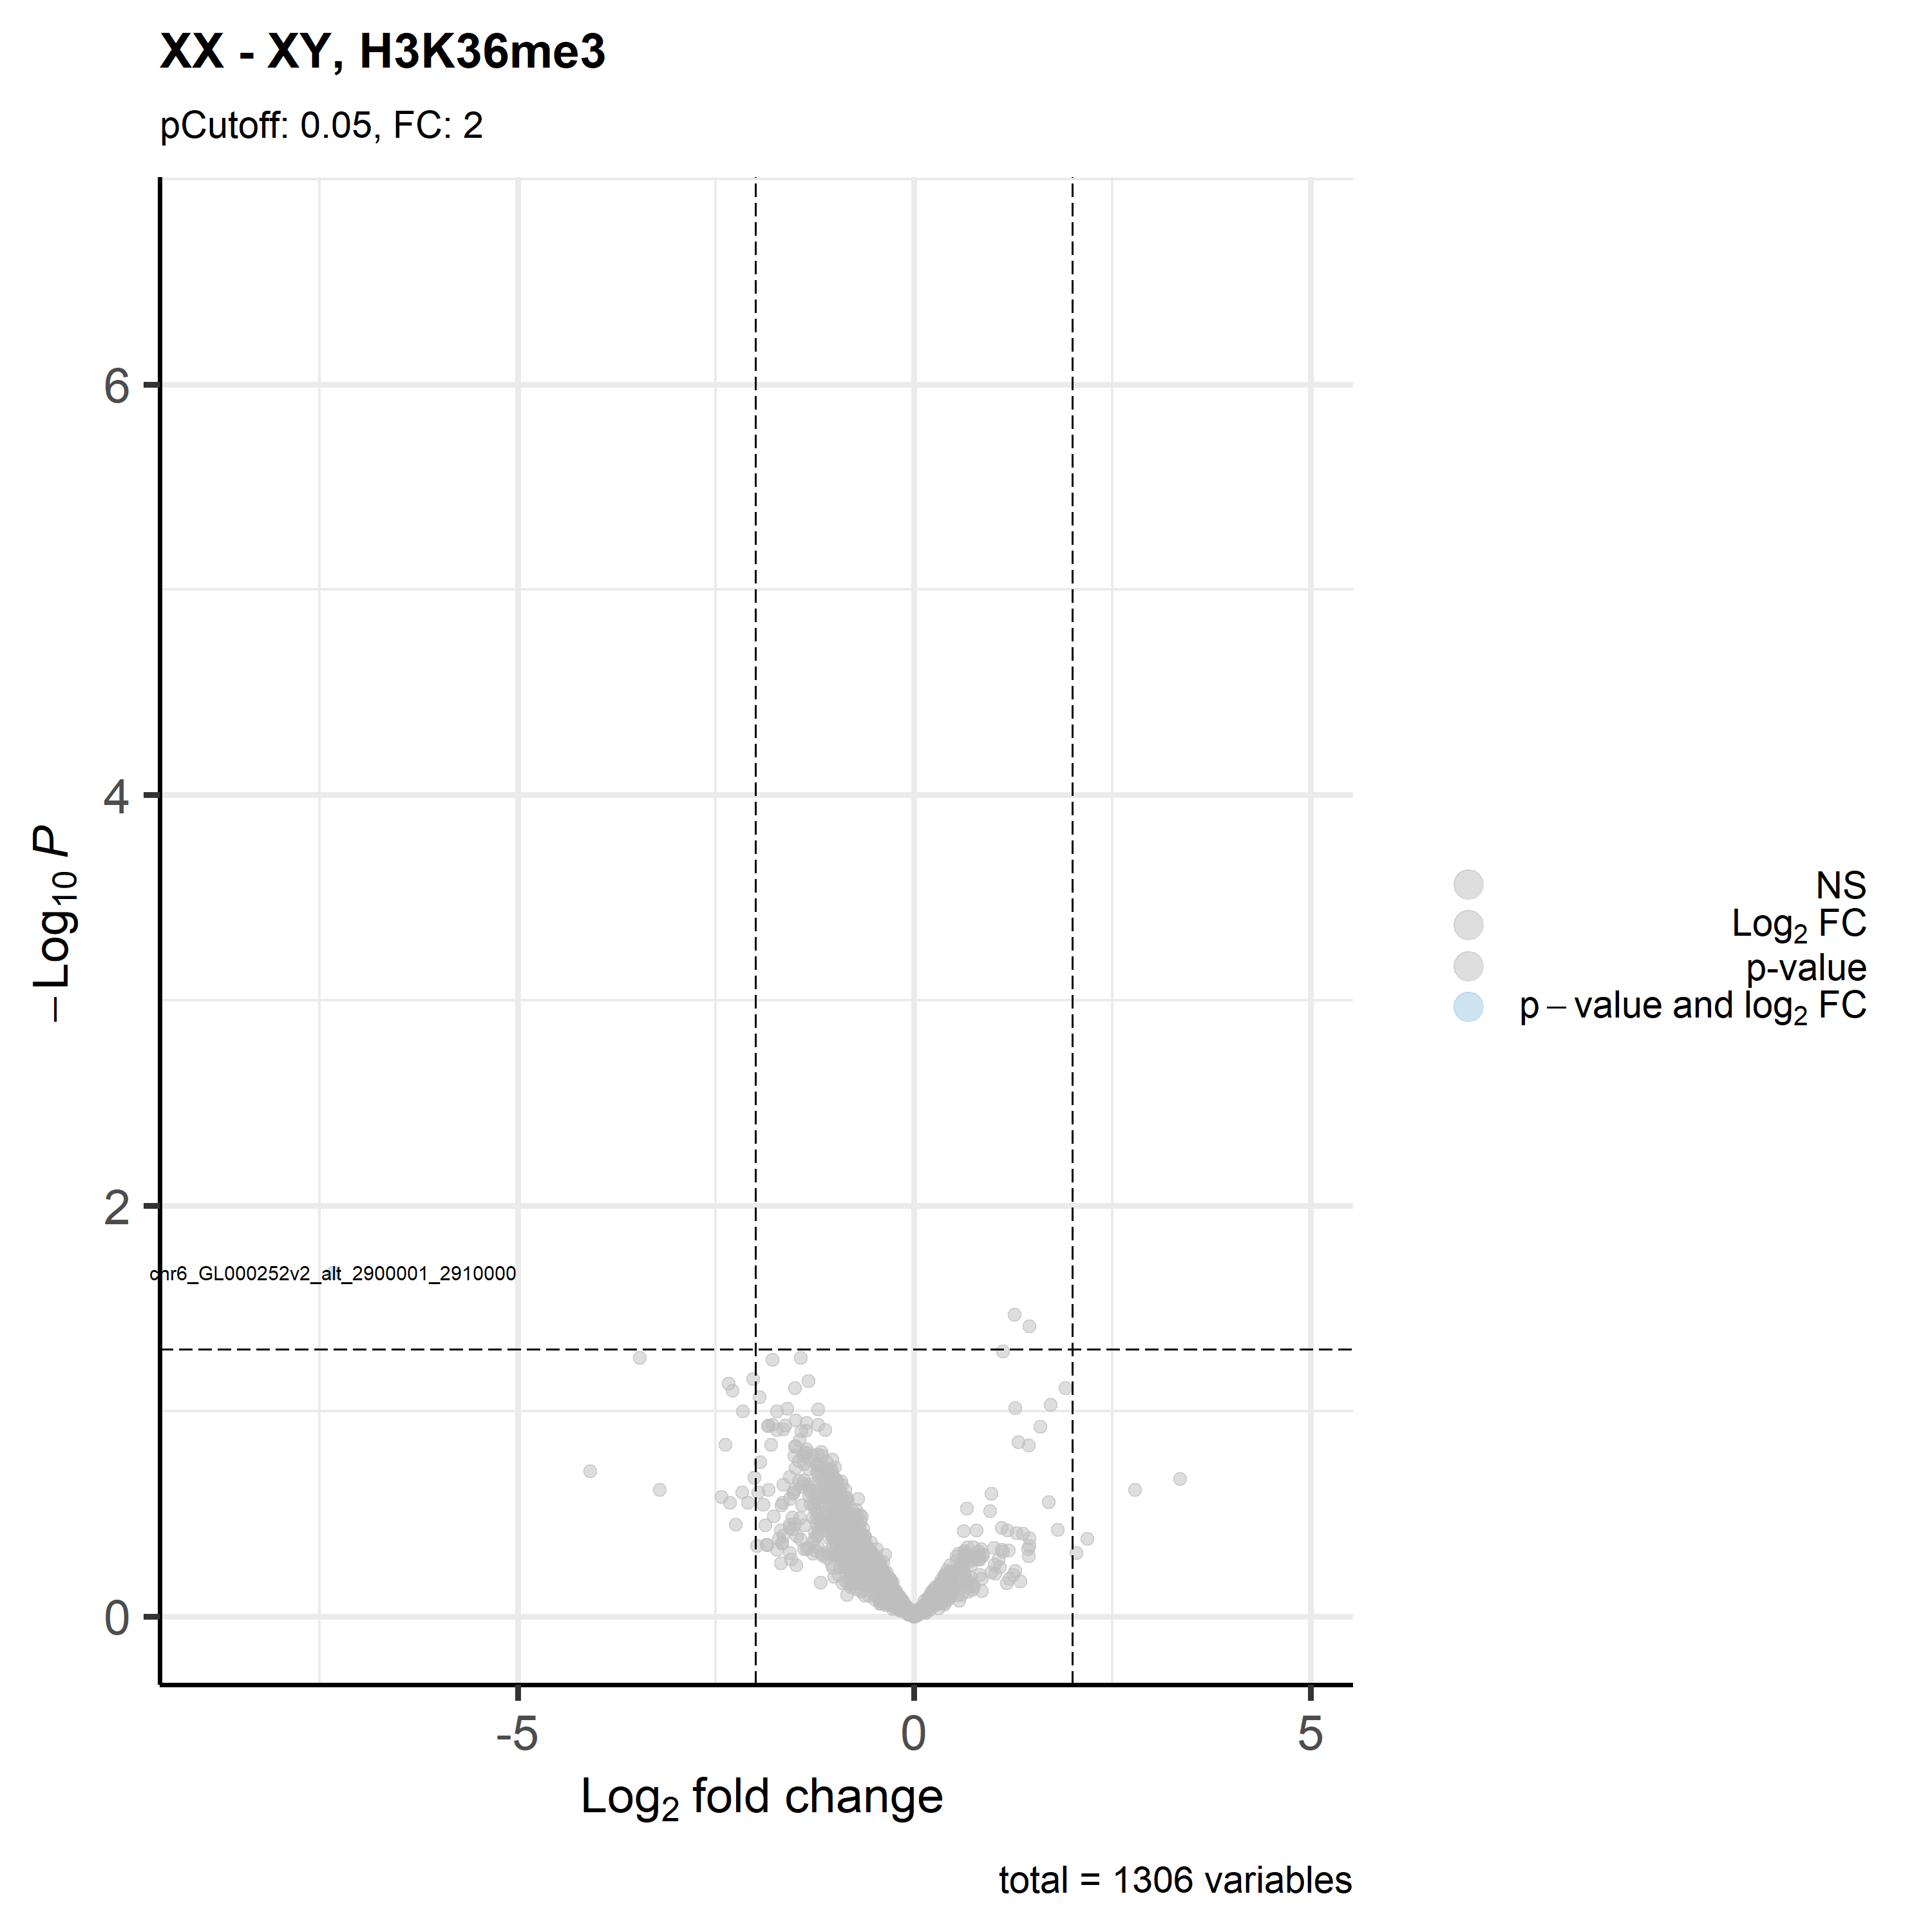 XX - XY, H3K36me3
pCutoff: 0.05, FC: 2
6
4
2
0
−Log10 P
chr6_GL000252v2_alt_2900001_2910000
-5 0 5
Log2 fold change
NS
Log2 FC
p-value
p − value and log2 FC
total = 1306 variables